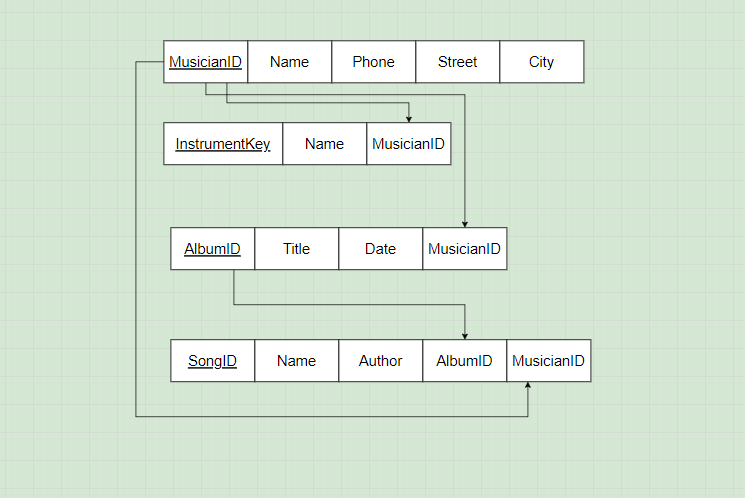 MusicianID Name Phone Street City
InstrumentKey Name MusicianID
AlbumID Title Date MusicianID
SongID Name Author AlbumID MusicianID